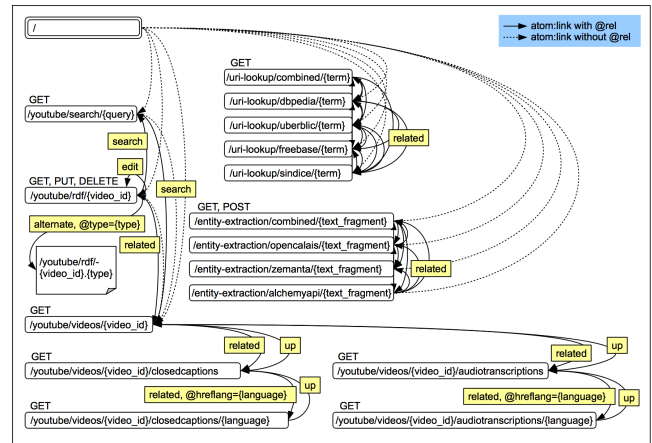 /
atom:link with @rel
atom:link without @rel
GET
/uri-lookup/combined/{term}
/uri-lookup/dbpedia/{term}
/uri-lookup/uberblic/{term}
/uri-lookup/freebase/{term}
/uri-lookup/sindice/{term}
related
GET
/youtube/search/{query}
search
edit
GET, PUT, DELETE
/youtube/rdf/{video_id}
search
alternate, @type={type}
related
/youtube/rdf/-
{video_id}.{type}
GET, POST
/entity-extraction/combined/{text_fragment}
/entity-extraction/opencalais/{text_fragment}
/entity-extraction/zemanta/{text_fragment}
/entity-extraction/alchemyapi/{text_fragment}
related
GET
/youtube/videos/{video_id}
related
up
related
up
GET
/youtube/videos/{video_id}/closedcaptions
GET
/youtube/videos/{video_id}/audiotranscriptions
related, @hreflang={language}
up
related, @hreflang={language}
up
GET
/youtube/videos/{video_id}/closedcaptions/{language}
GET
/youtube/videos/{video_id}/audiotranscriptions/{language}